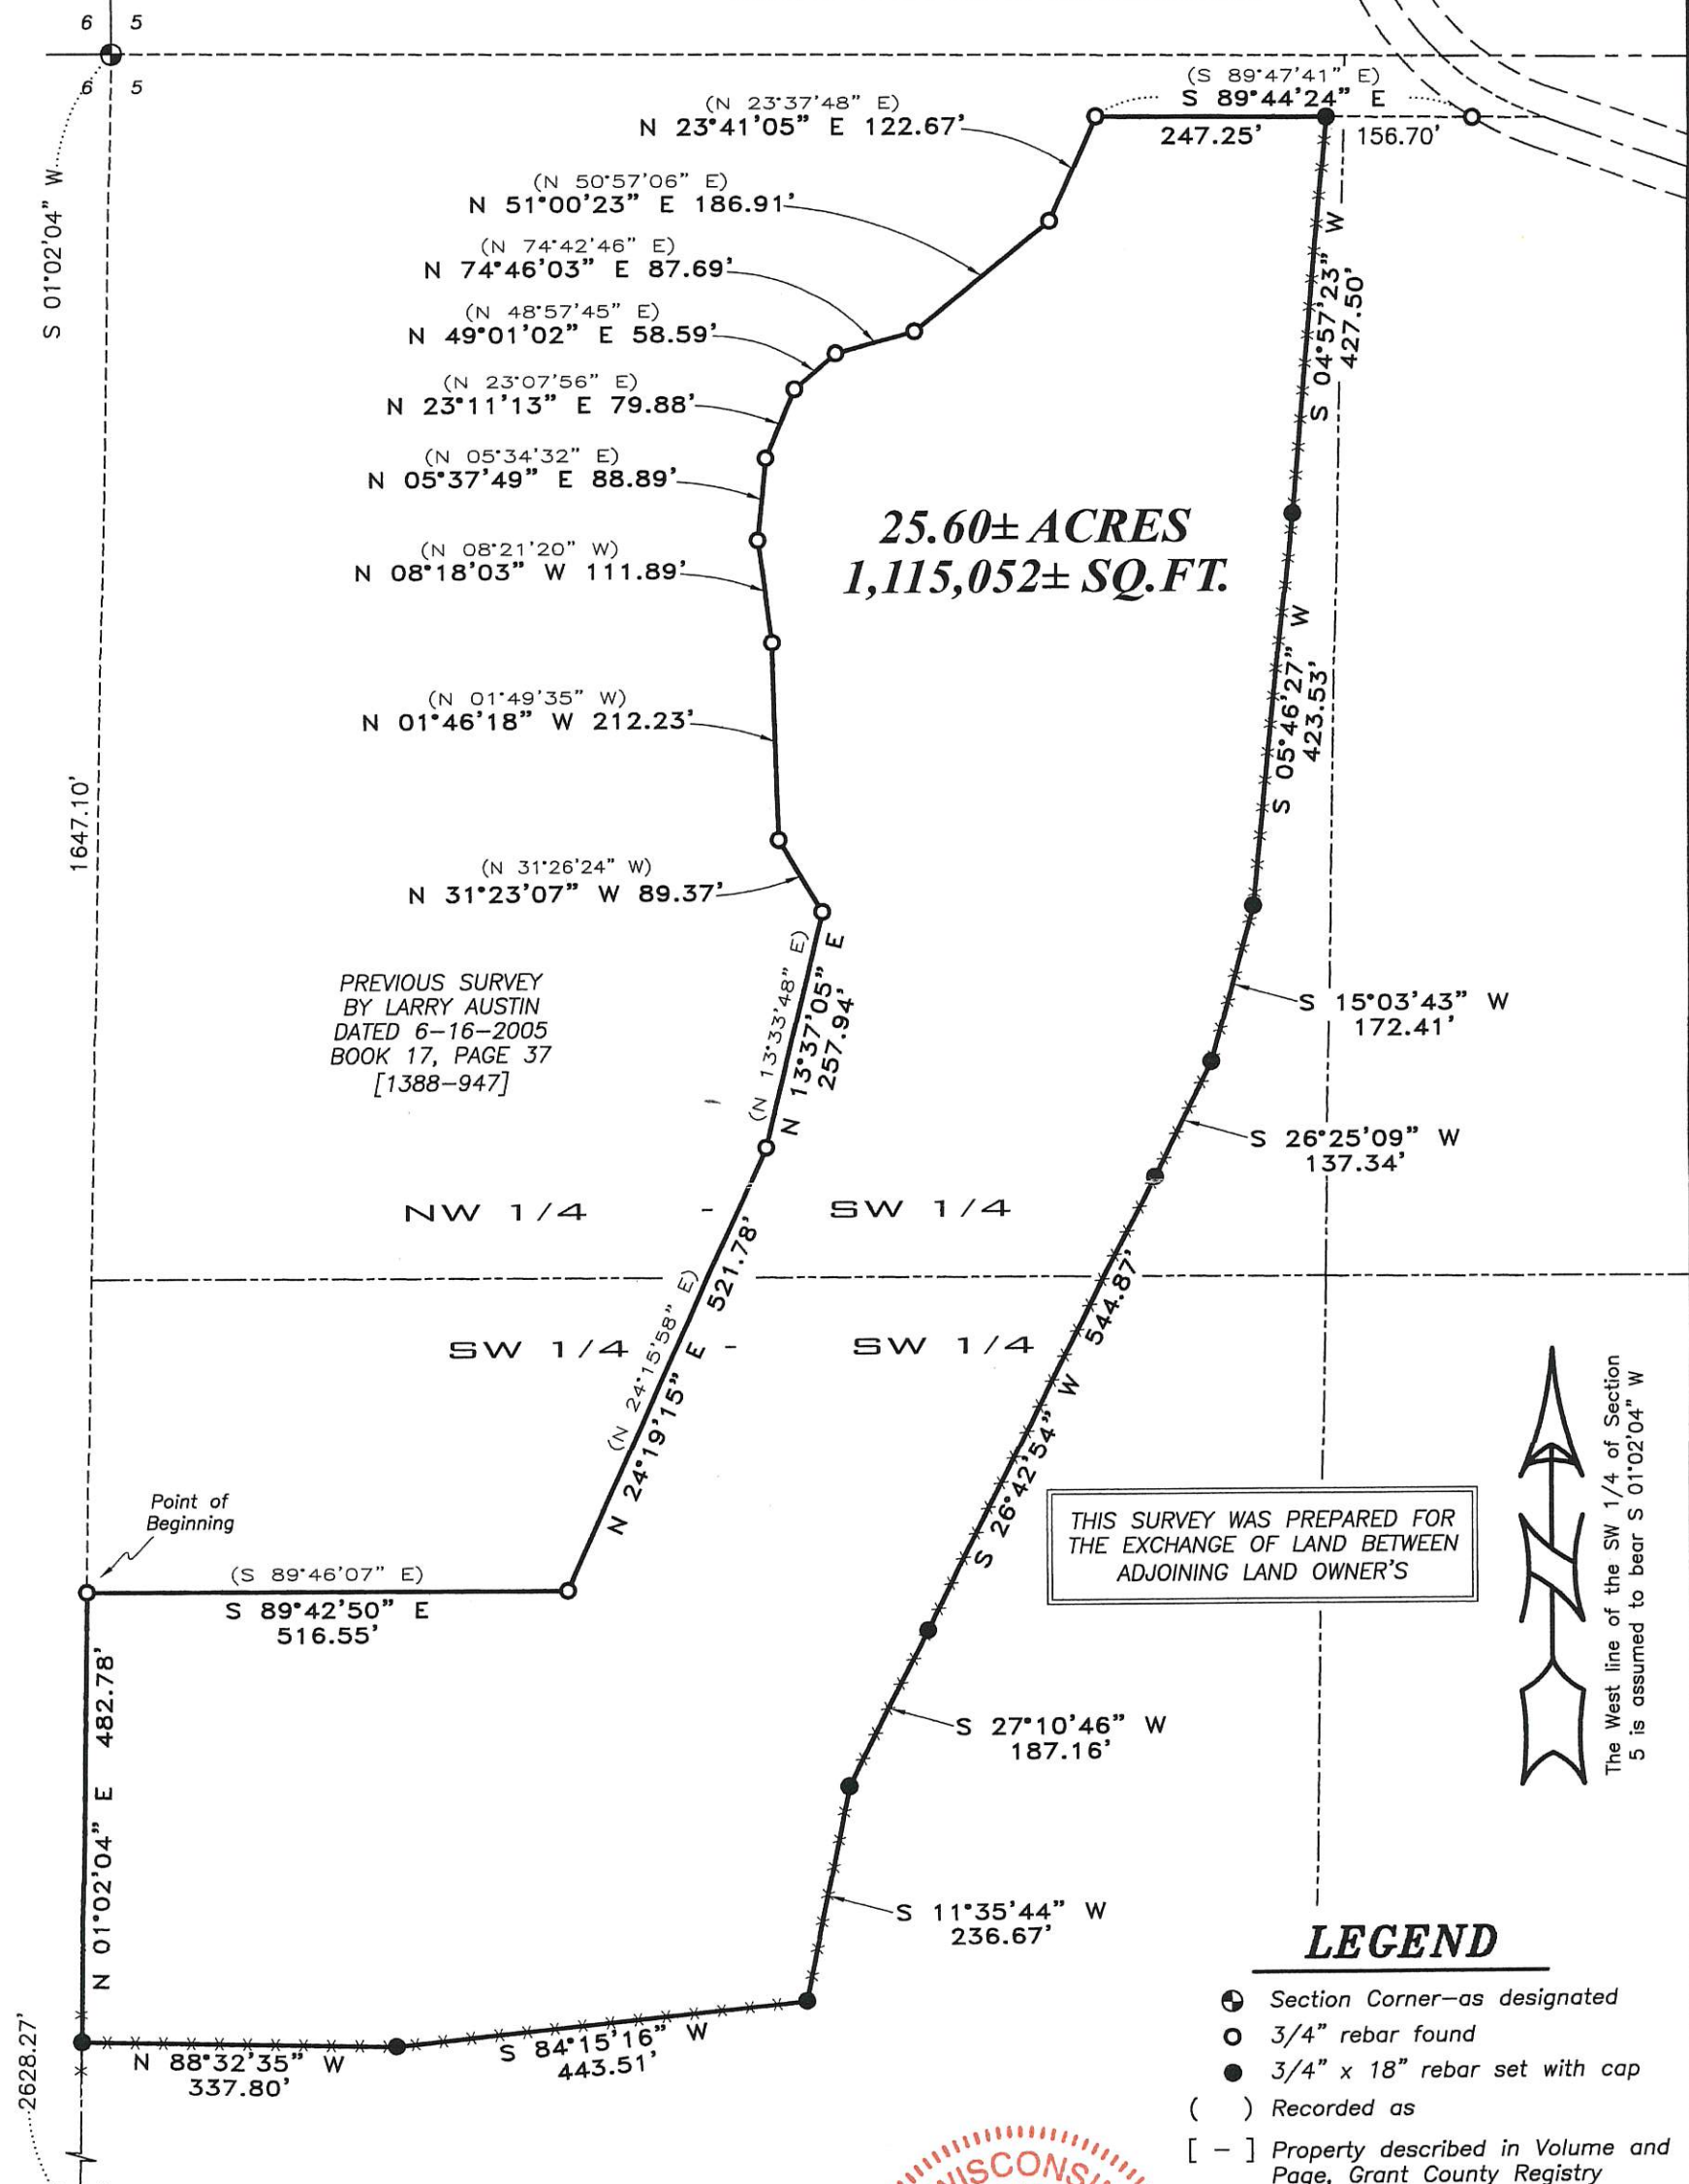 6 5
6 5
S 01°02'04" W
1647.10'
(S 89°47'41" E)
S 89°44'24" E
247.25'
156.70'
(N 23°37'48" E)
N 23°41'05" E 122.67'
(N 50°57'06" E)
N 51°00'23" E 186.91'
(N 74°42'46" E)
N 74°46'03" E 87.69'
(N 48°57'45" E)
N 49°01'02" E 58.59'
(N 23°07'56" E)
N 23°11'13" E 79.88'
(N 05°34'32" E)
N 05°37'49" E 88.89'
(N 08°21'20" W)
N 08°18'03" W 111.89'
(N 01°49'35" W)
N 01°46'18" W 212.23'
(N 31°26'24" W)
N 31°23'07" W 89.37'
25.60± ACRES
1,115,052± SQ.FT.
S 04°57'23" W
427.50'
S 05°46'27" W
423.53'
PREVIOUS SURVEY
BY LARRY AUSTIN
DATED 6-16-2005
BOOK 17, PAGE 37
[1388-947]
(N 13°33'48" E)
N 13°37'05" E
257.94'
S 15°03'43" W
172.41'
S 26°25'09" W
137.34'
NW 1/4 - SW 1/4
SW 1/4 - SW 1/4
(N 24°15'58" E)
N 24°19'15" E 521.78'
S 26°42'54" W 544.87'
Point of
Beginning
(S 89°46'07" E)
S 89°42'50" E
516.55'
THIS SURVEY WAS PREPARED FOR
THE EXCHANGE OF LAND BETWEEN
ADJOINING LAND OWNER'S
The West line of the SW 1/4 of Section
5 is assumed to bear S 01°02'04" W
N
N 01°02'04" E 482.78'
S 27°10'46" W
187.16'
S 11°35'44" W
236.67'
2628.27'
N 88°32'35" W
337.80'
S 84°15'16" W
443.51'
LEGEND
Section Corner-as designated
3/4" rebar found
3/4" x 18" rebar set with cap
( ) Recorded as
[ - ] Property described in Volume and
Page, Grant County Registry